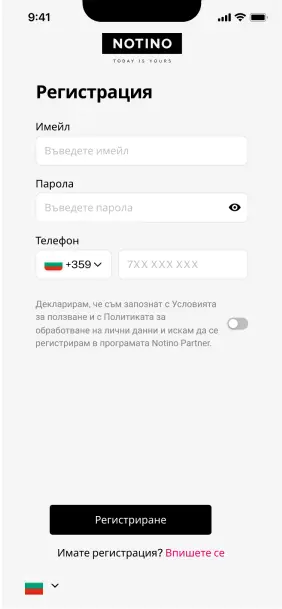 9:41
NOTINO
TODAY IS YOURS
Регистрация
Имейл
Въведете имейл
Парола
Въведете парола
Телефон
+359
7XX XXX XXX
Декларирам, че съм запознат с Условията
за ползване и с Политиката за
обработване на лични данни и искам да се
регистрирам в програмата Notino Partner.
Регистриране
Имате регистрация? Впишете се